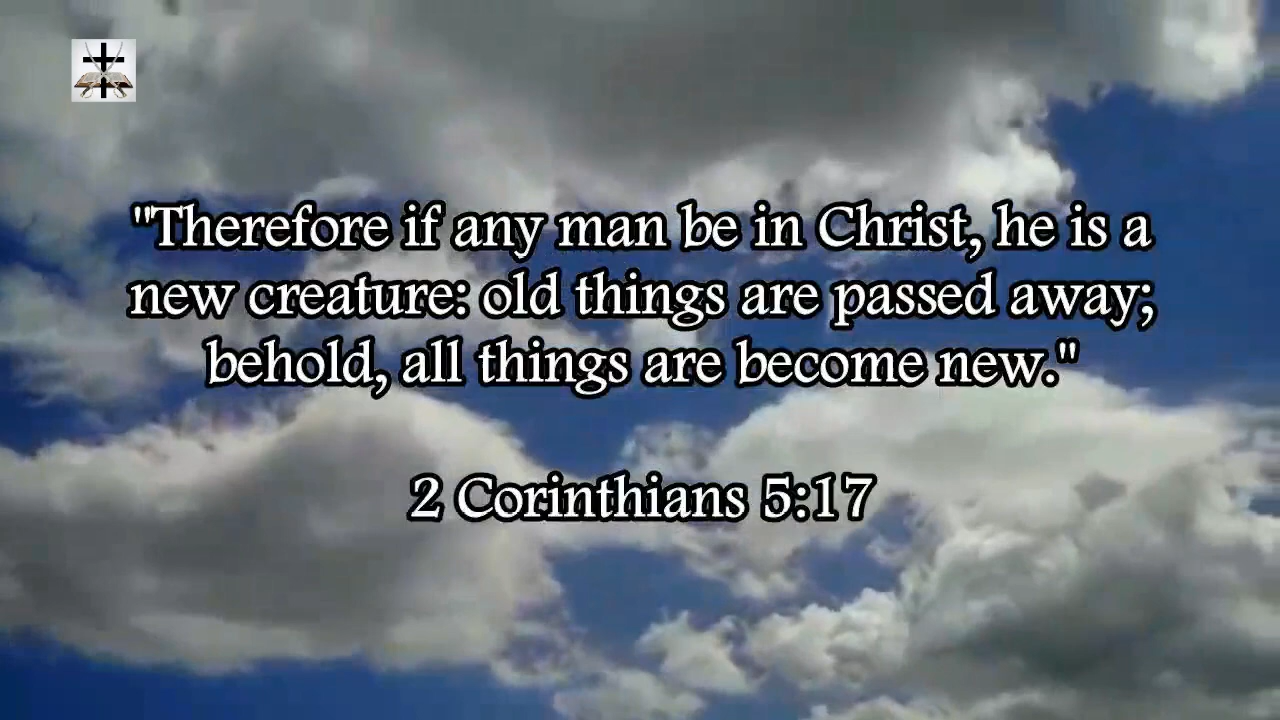 "Therefore if any man be in Christ, he is a
new creature: old things are passed away;
behold, all things are become new."
2 Corinthians 5:17